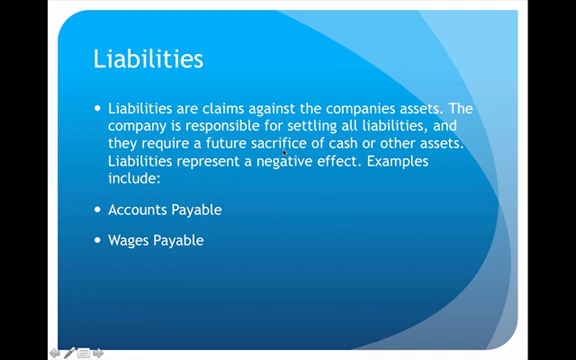 Liabilities
• Liabilities are claims against the companies assets. The
company is responsible for settling all liabilities, and
they require a future sacrifice of cash or other assets.
Liabilities represent a negative effect. Examples
include:
• Accounts Payable
• Wages Payable